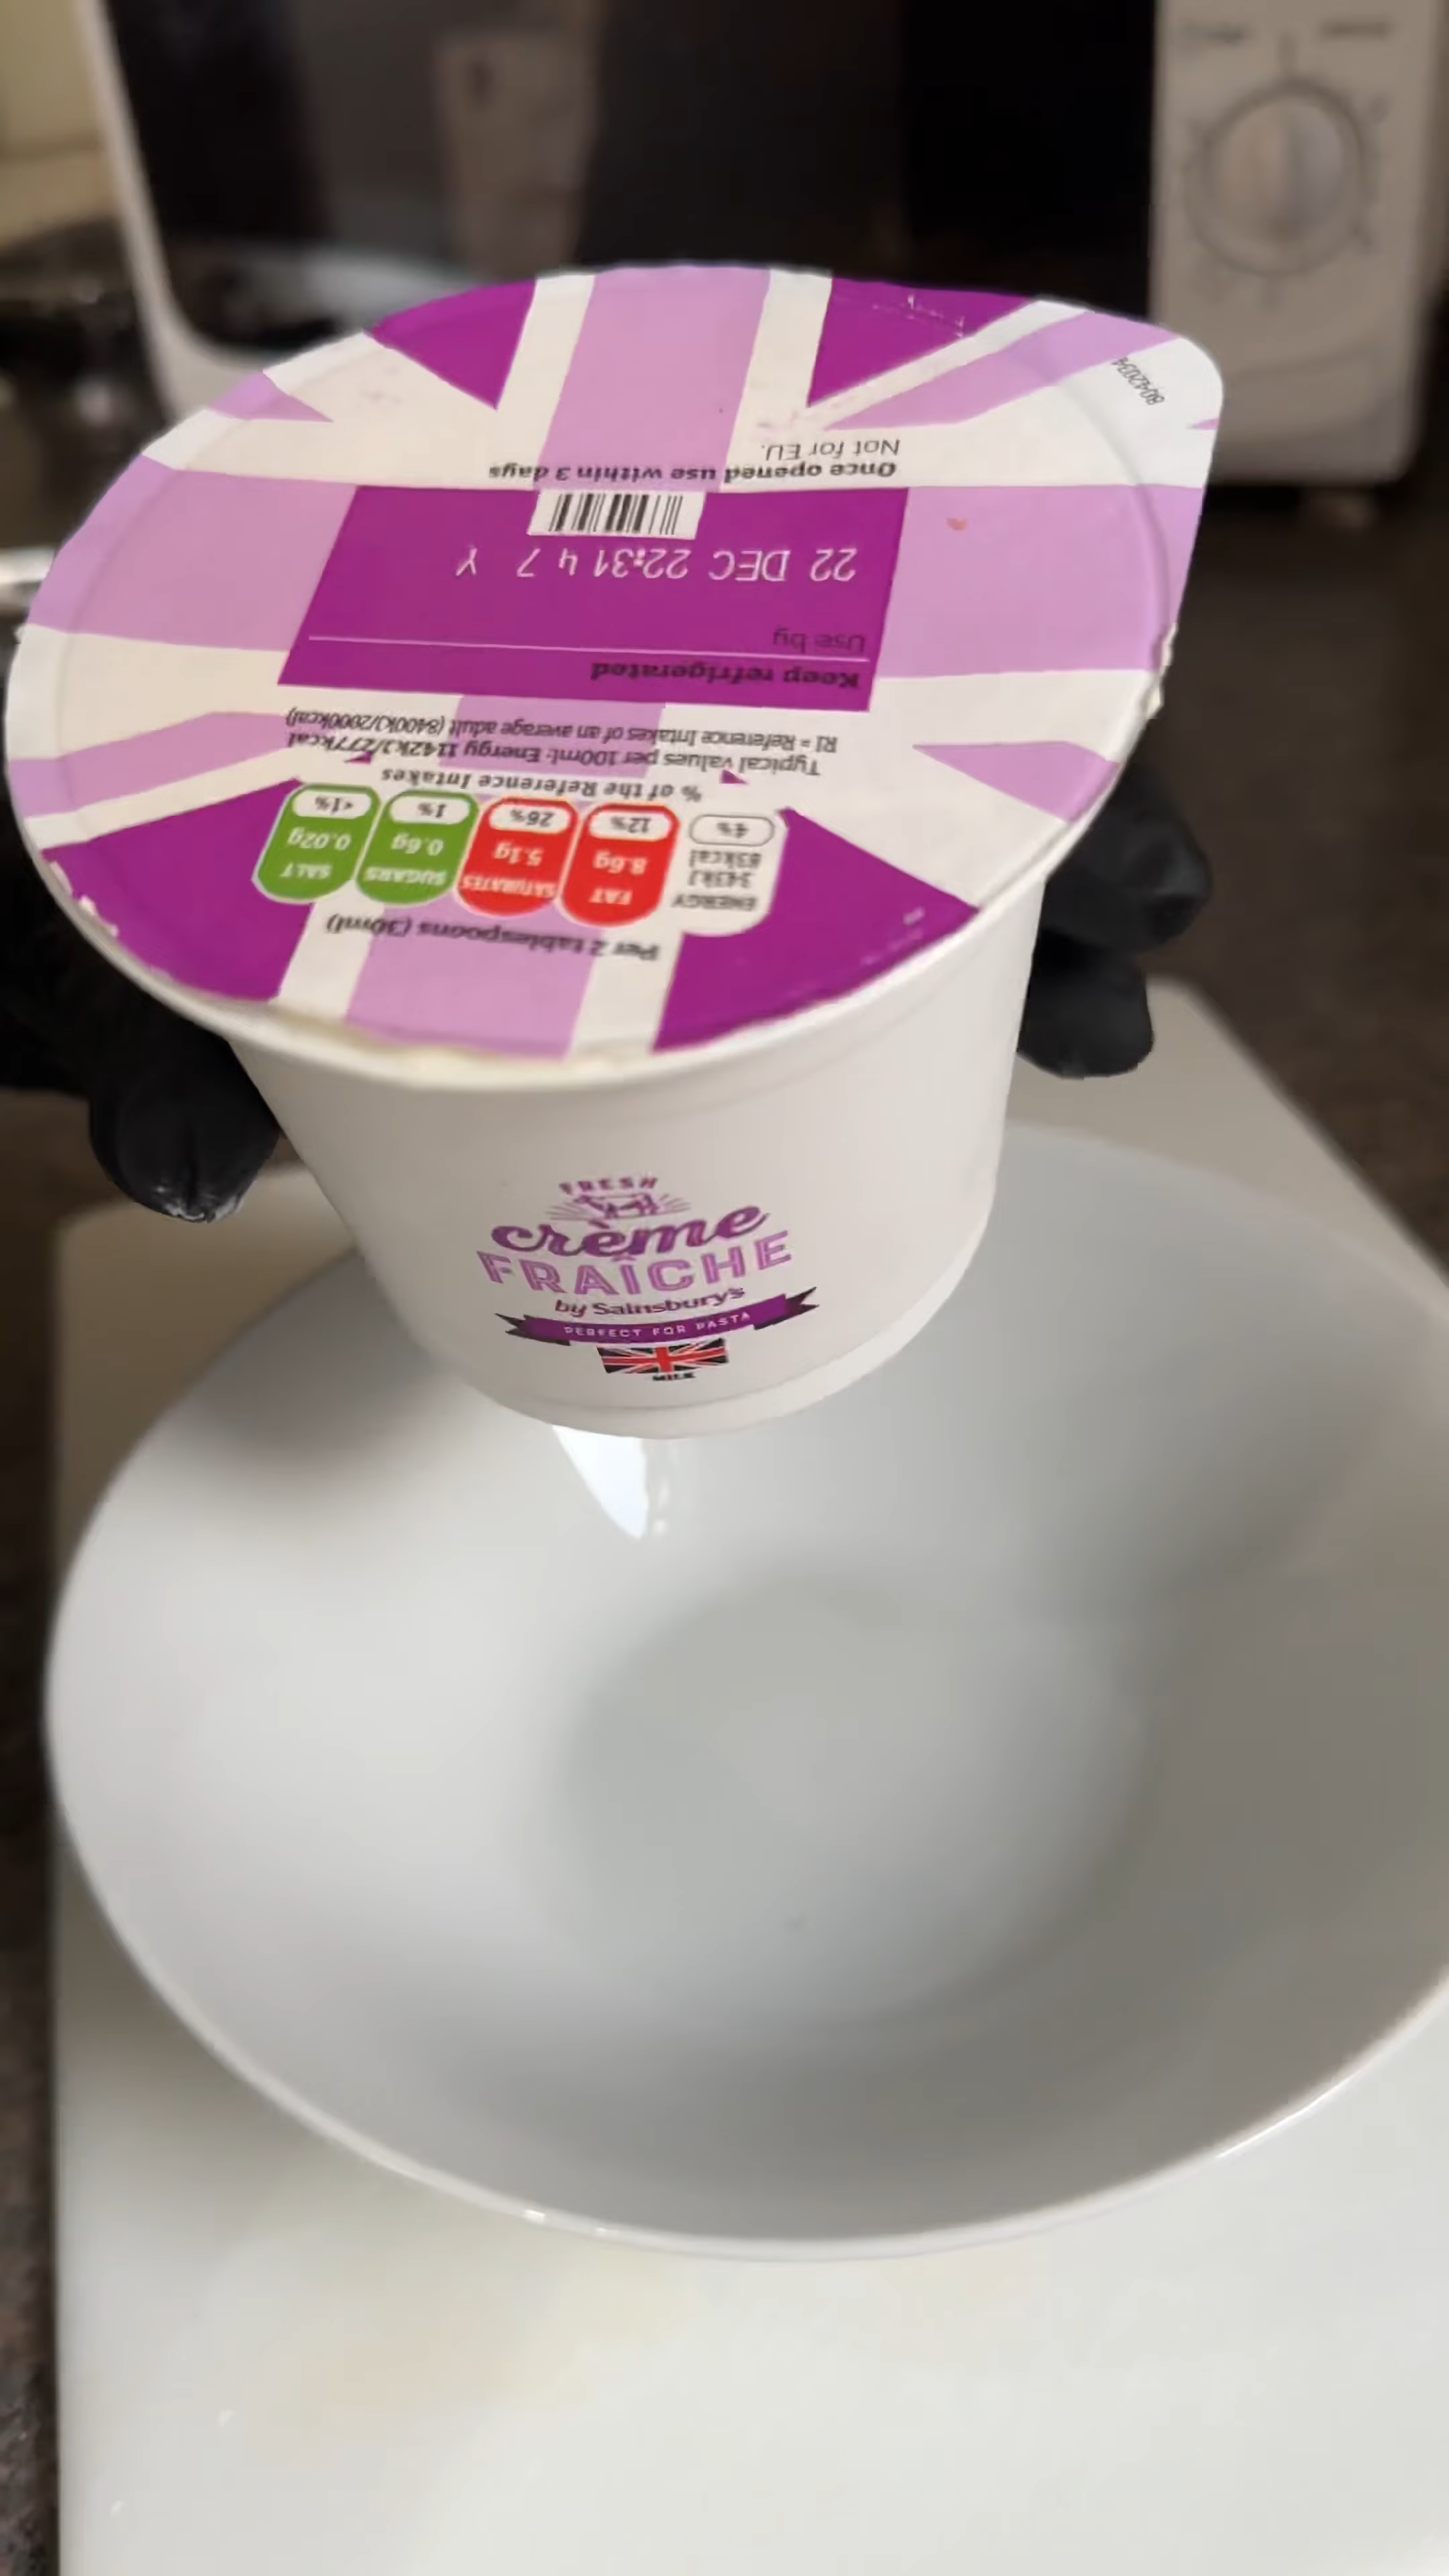 Per 2 tablespoons (30ml)
ENERGY
343kJ
83kcal
4%
FAT
8.6g
12%
SATURATES
5.1g
26%
SUGARS
0.6g
1%
SALT
0.02g
<1%
% of the Reference Intakes
Typical values per 100ml: Energy 1142kJ/277kcal
RI = Reference Intakes of an average adult (8400kJ/2000kcal)
Keep refrigerated
Use by
22 DEC 22:31 4 7 Y
Once opened use within 3 days
Not for EU.
FRESH
crème
FRAÎCHE
by Sainsbury's
PERFECT FOR PASTA
MILK